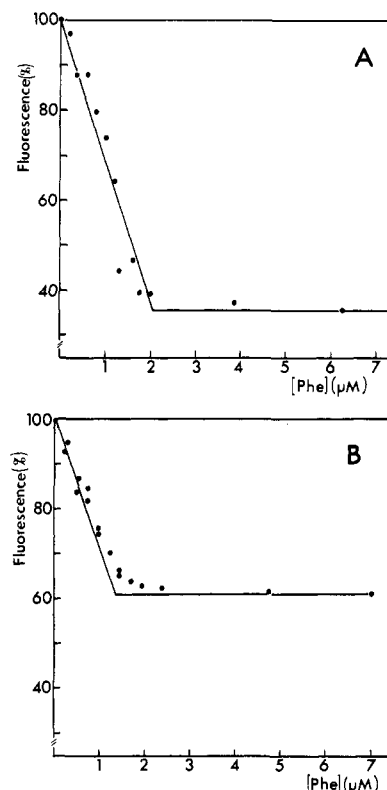 A
Fluorescence(%)
100
80
60
40
0 1 2 3 4 5 6 7
[Phe](μM)
B
Fluorescence(%)
100
80
60
40
1 2 3 4 5 6 7
[Phe](μM)